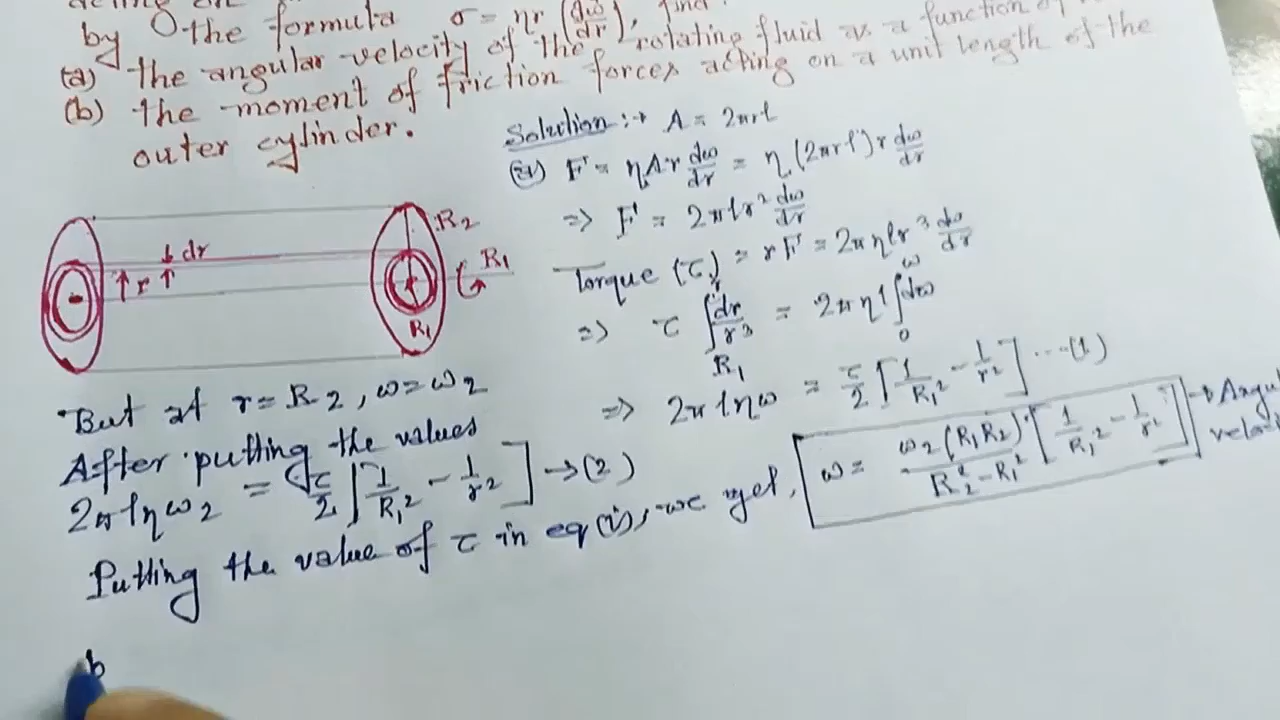 by the formula σ = ηr (dω/dr), find
(a) the angular velocity of the rotating fluid as a function of
(b) the moment of friction forces acting on a unit length of the
outer cylinder.
Solution :→ A = 2πrl
(a) F = ηAr dω/dr = η (2πrl) r dω/dr
=> F = 2πlr² dω/dr
Torque (τ) = rF = 2πηlr³ dω/dr
=> τ ∫_{R₁}^{r} dr/r³ = 2πηl ∫_{0}^{ω} dω
=> 2πlηω = τ/2 [1/R₁² - 1/r²] ...(1)
dr
r
R₂
R₁
R₁
But at r = R₂, ω = ω₂
After putting the values
2πlηω₂ = τ/2 [1/R₁² - 1/r²] → (2)
Putting the value of τ in eq (i), we get, ω = ω₂(R₁R₂)²/R₂² - R₁² [1/R₁² - 1/r²] →
b